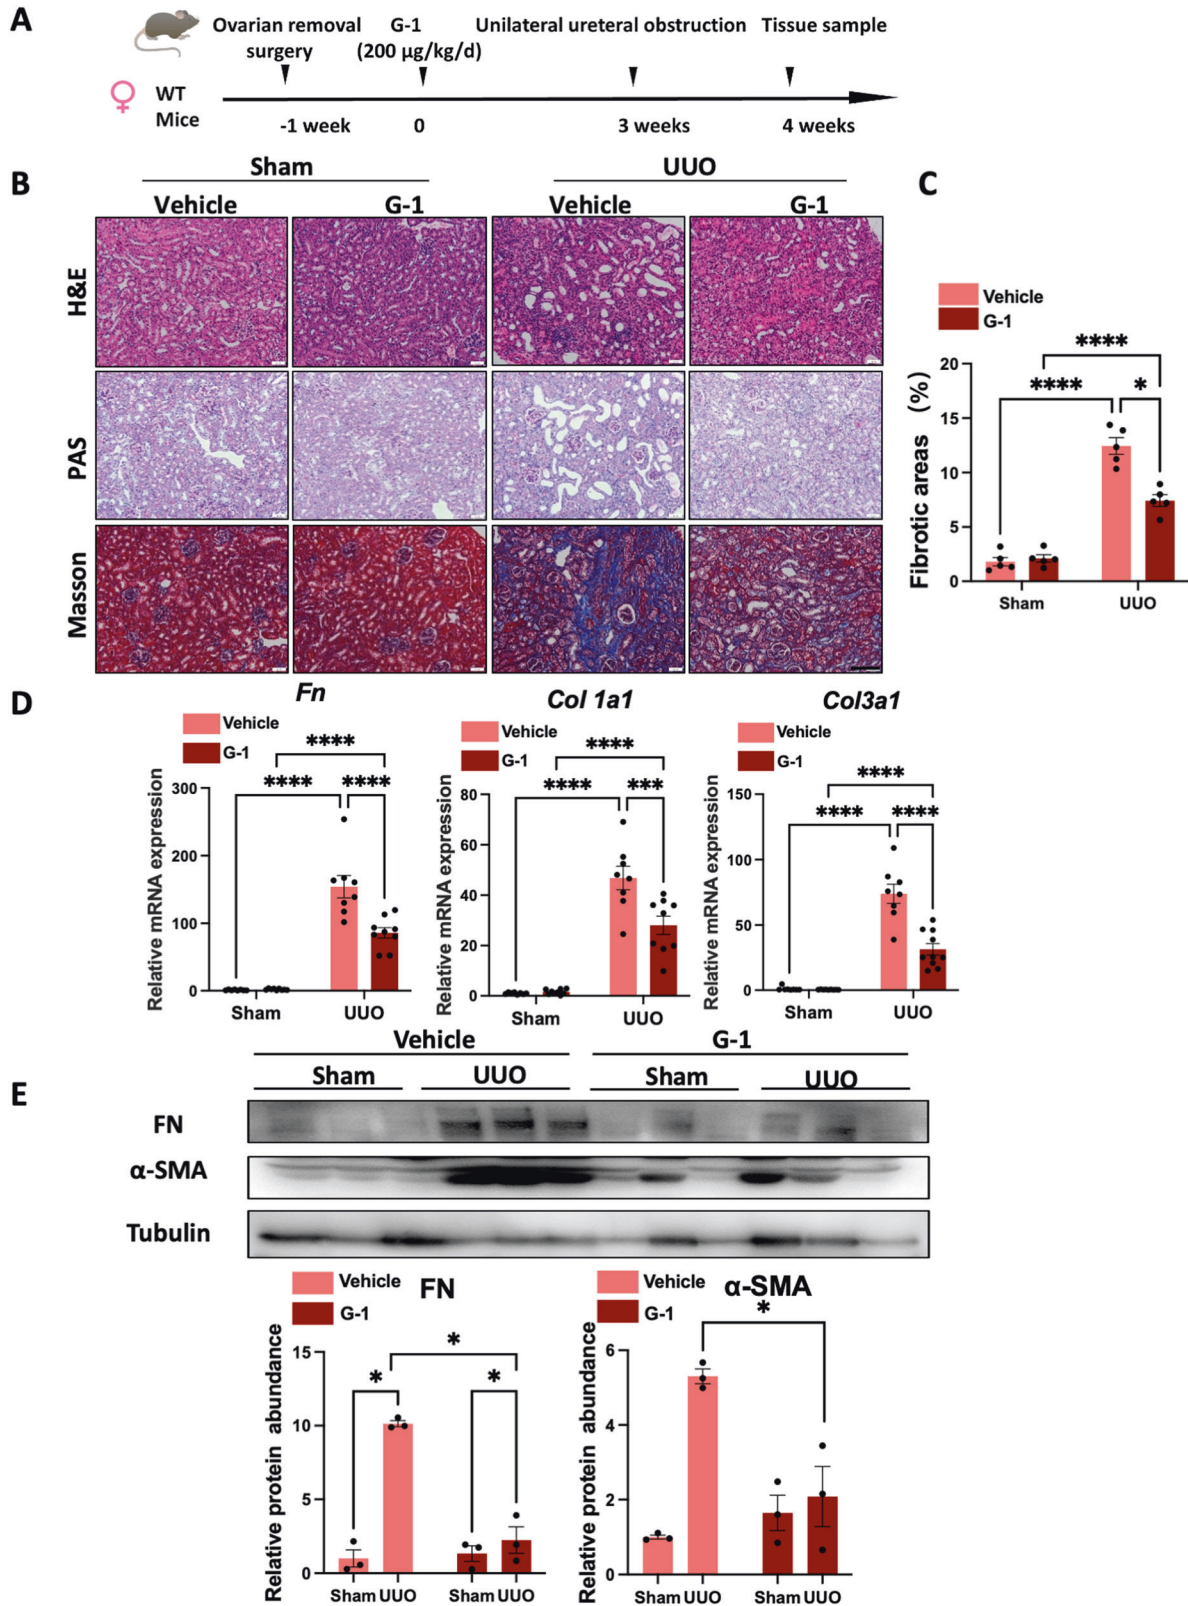 A
Ovarian removal surgery
G-1 (200 μg/kg/d)
Unilateral ureteral obstruction
Tissue sample
WT Mice
-1 week
0
3 weeks
4 weeks
B
Sham
UUO
Vehicle
G-1
Vehicle
G-1
H&E
PAS
Masson
C
Vehicle
G-1
Fibrotic areas (%)
****
****
*
20
15
10
5
0
Sham
UUO
D
Fn
Vehicle
G-1
****
****
****
Relative mRNA expression
300
200
100
0
Sham
UUO
Col 1a1
Vehicle
G-1
****
****
***
Relative mRNA expression
80
60
40
20
0
Sham
UUO
Col3a1
Vehicle
G-1
****
****
****
Relative mRNA expression
150
100
50
0
Sham
UUO
E
Vehicle
G-1
Sham
UUO
Sham
UUO
FN
α-SMA
Tubulin
Vehicle
G-1
FN
*
*
*
Relative protein abundance
15
10
5
0
Sham UUO
Sham UUO
Vehicle
G-1
α-SMA
*
Relative protein abundance
6
4
2
0
Sham UUO
Sham UUO